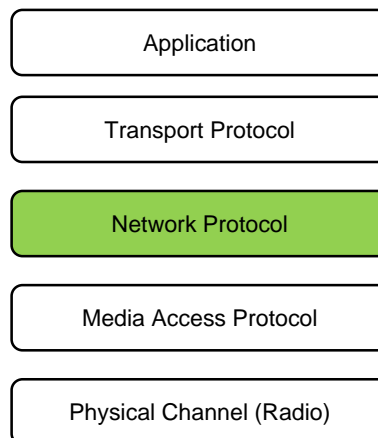 Application
Transport Protocol
Network Protocol
Media Access Protocol
Physical Channel (Radio)